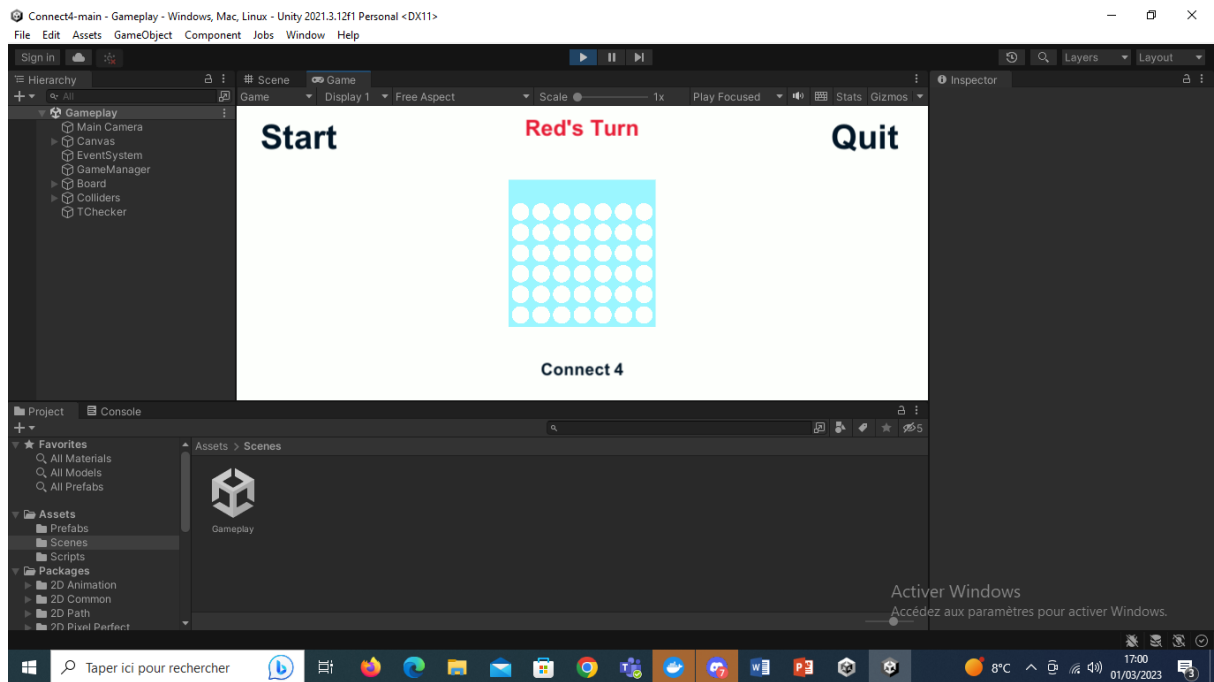 Connect4-main - Gameplay - Windows, Mac, Linux - Unity 2021.3.12f1 Personal <DX11>
File Edit Assets GameObject Component Jobs Window Help
Sign in
Layers Layout
Hierarchy
# Scene Game
Inspector
All
Game Display 1 Free Aspect Scale 1x Play Focused Stats Gizmos
Gameplay
Main Camera
Canvas
EventSystem
GameManager
Board
Colliders
TChecker
Start
Red's Turn
Quit
Connect 4
Project Console
5
Favorites
All Materials
All Models
All Prefabs
Assets
Prefabs
Scenes
Scripts
Packages
2D Animation
2D Common
2D Path
2D Pixel Perfect
Assets > Scenes
Gameplay
Activer Windows
Accédez aux paramètres pour activer Windows.
Taper ici pour rechercher
8°C
17:00
01/03/2023
3